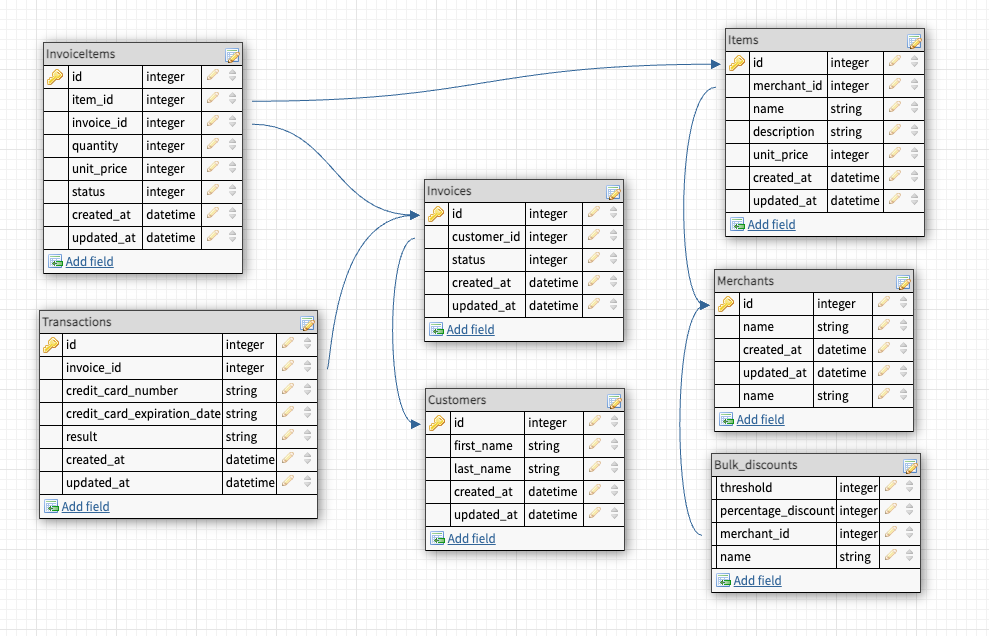 InvoiceItems
id integer
item_id integer
invoice_id integer
quantity integer
unit_price integer
status integer
created_at datetime
updated_at datetime
Add field
Transactions
id integer
invoice_id integer
credit_card_number string
credit_card_expiration_date string
result string
created_at datetime
updated_at datetime
Add field
Invoices
id integer
customer_id integer
status integer
created_at datetime
updated_at datetime
Add field
Customers
id integer
first_name string
last_name string
created_at datetime
updated_at datetime
Add field
Items
id integer
merchant_id integer
name string
description string
unit_price integer
created_at datetime
updated_at datetime
Add field
Merchants
id integer
name string
created_at datetime
updated_at datetime
name string
Add field
Bulk_discounts
threshold integer
percentage_discount integer
merchant_id integer
name string
Add field